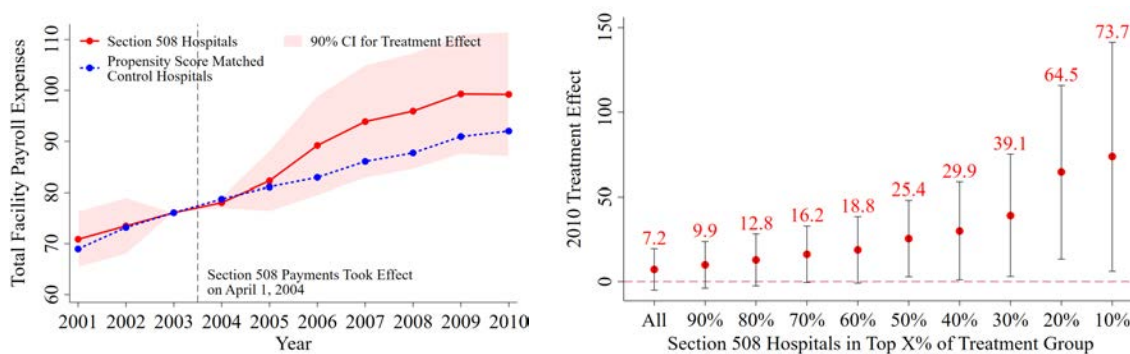 Section 508 Hospitals
Propensity Score Matched
Control Hospitals
90% CI for Treatment Effect
Total Facility Payroll Expenses
100
90
80
70
60
Section 508 Payments Took Effect
on April 1, 2004
2001 2002 2003 2004 2005 2006 2007 2008 2009 2010
Year
2010 Treatment Effect
150
100
50
0
7.2
9.9
12.8
16.2
18.8
25.4
29.9
39.1
64.5
73.7
All 90% 80% 70% 60% 50% 40% 30% 20% 10%
Section 508 Hospitals in Top X% of Treatment Group